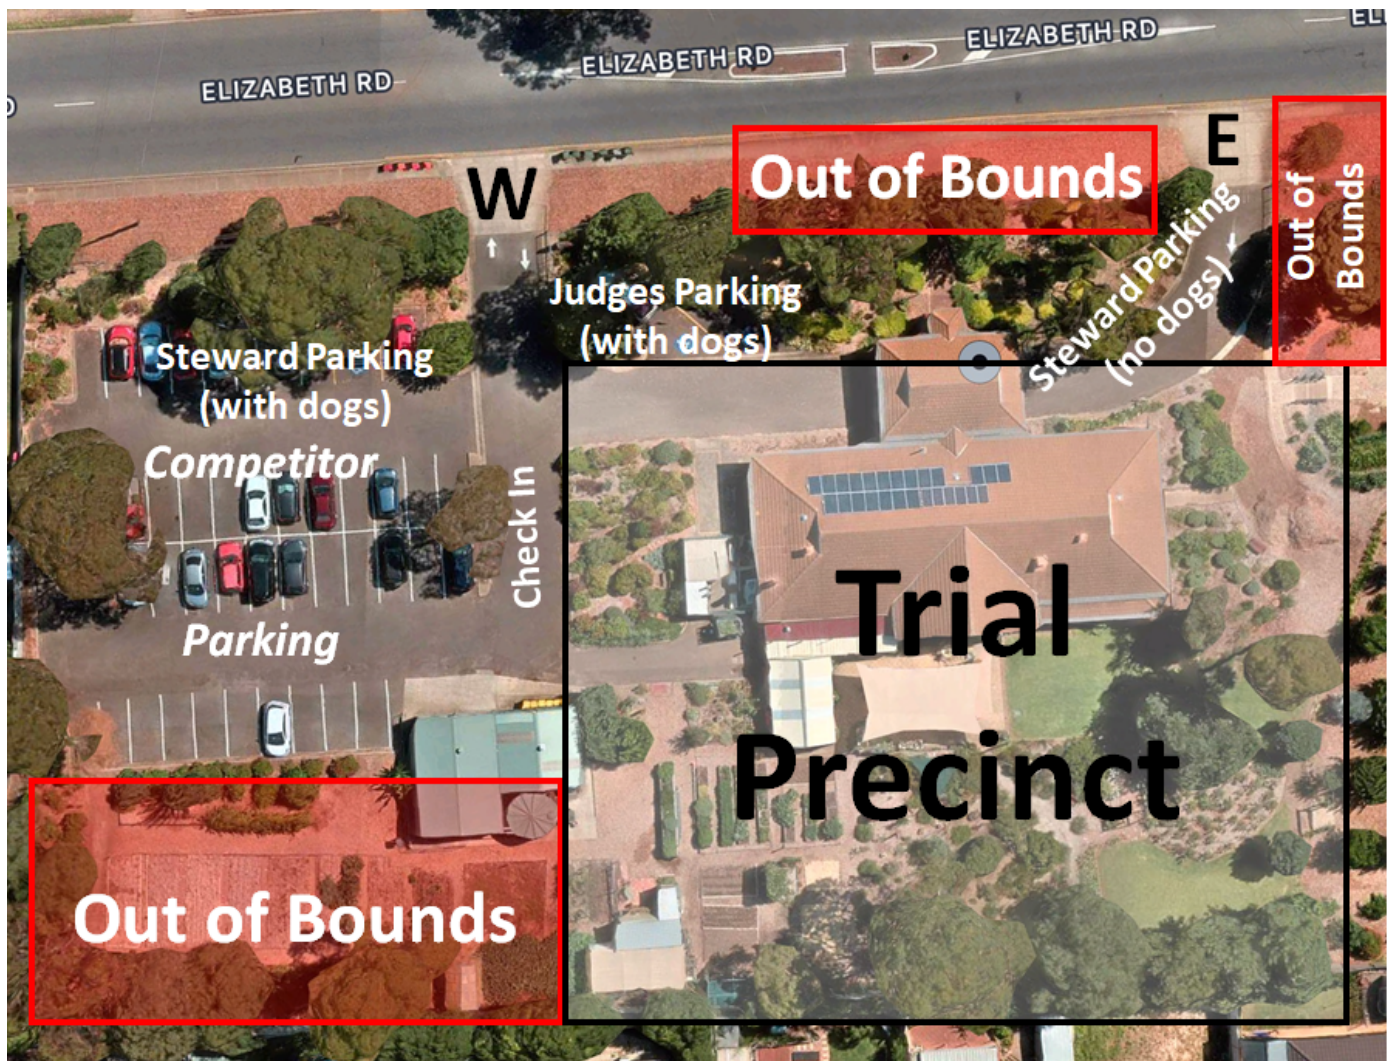 ELIZABETH RD
ELIZABETH RD
ELIZABETH RD
EL
D
W
Out of Bounds
E
Out of
Bounds
Judges Parking
(with dogs)
Steward Parking
(no dogs)
Steward Parking
(with dogs)
Competitor
Parking
Check In
Trial
Precinct
Out of Bounds